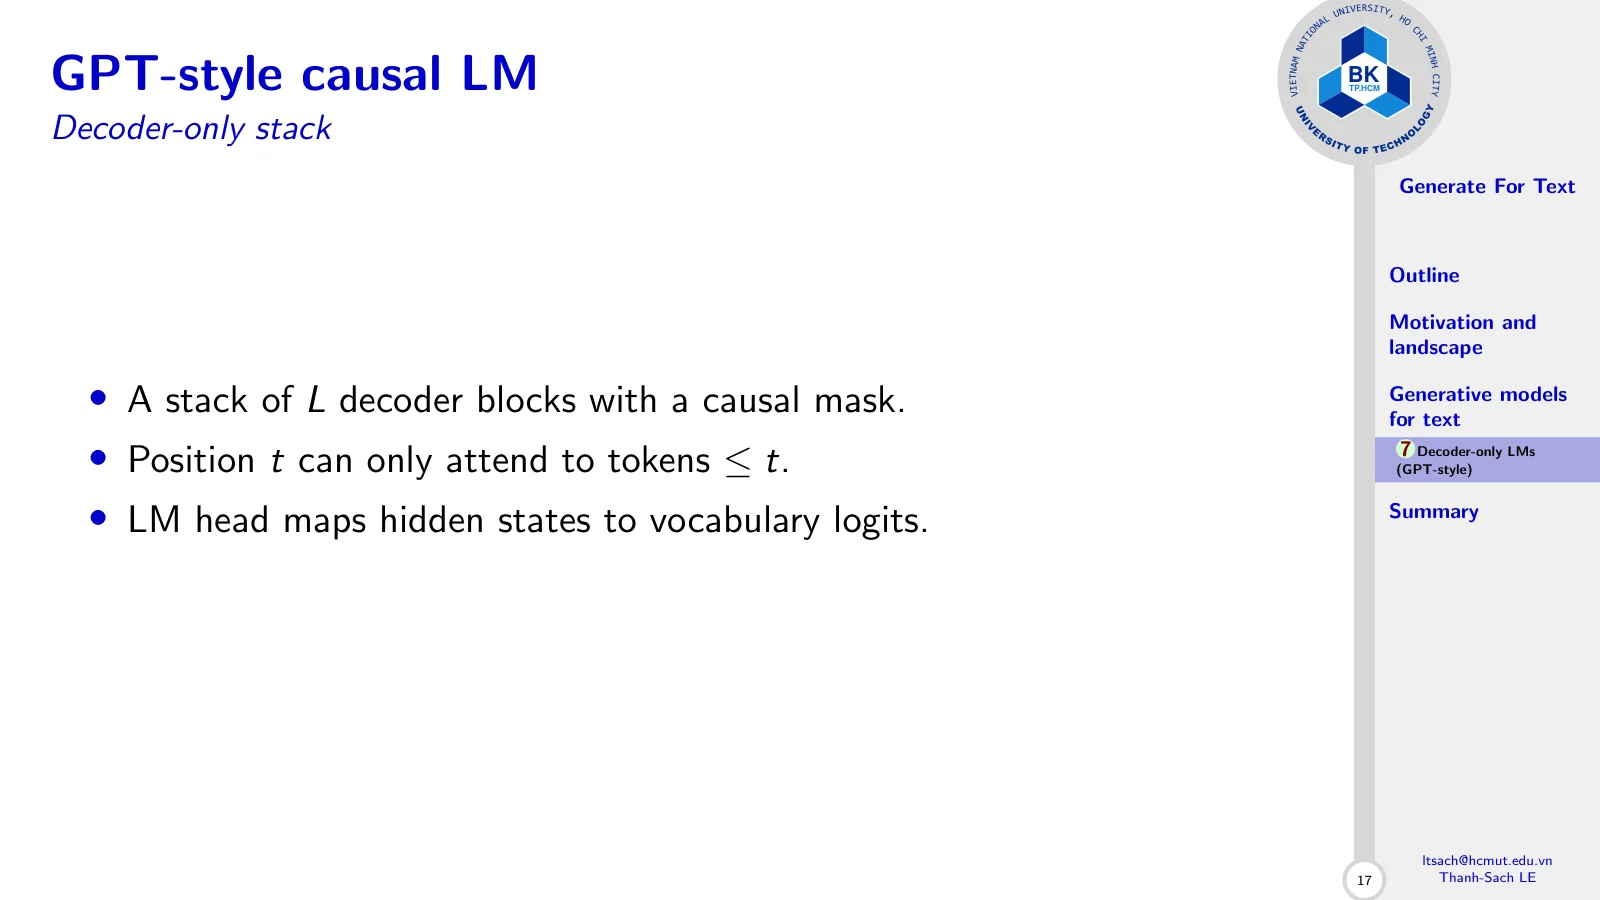 GPT-style causal LM
Decoder-only stack
• A stack of L decoder blocks with a causal mask.
• Position t can only attend to tokens ≤ t.
• LM head maps hidden states to vocabulary logits.
VIETNAM NATIONAL UNIVERSITY, HO CHI MINH CITY
BK
TP.HCM
UNIVERSITY OF TECHNOLOGY
Generate For Text
Outline
Motivation and
landscape
Generative models
for text
7 Decoder-only LMs
(GPT-style)
Summary
ltsach@hcmut.edu.vn
Thanh-Sach LE
17